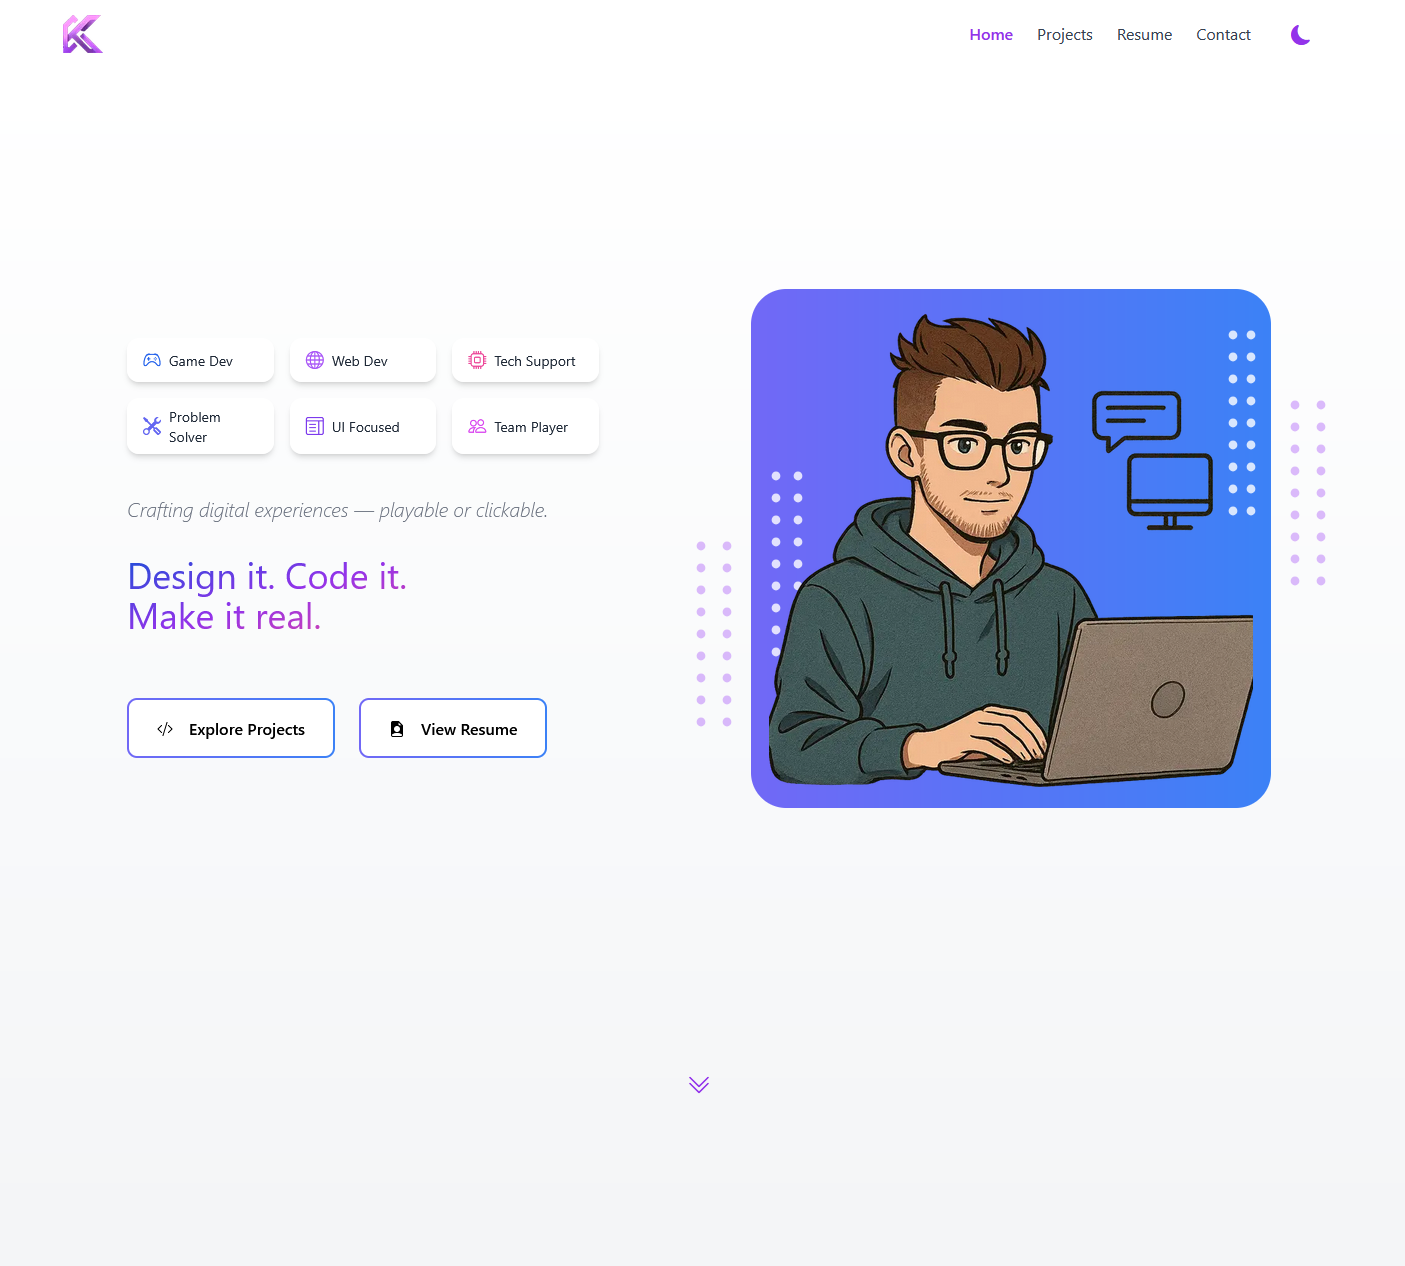 Home Projects Resume Contact
Game Dev
Web Dev
Tech Support
Problem
Solver
UI Focused
Team Player
Crafting digital experiences — playable or clickable.
Design it. Code it.
Make it real.
Explore Projects
View Resume